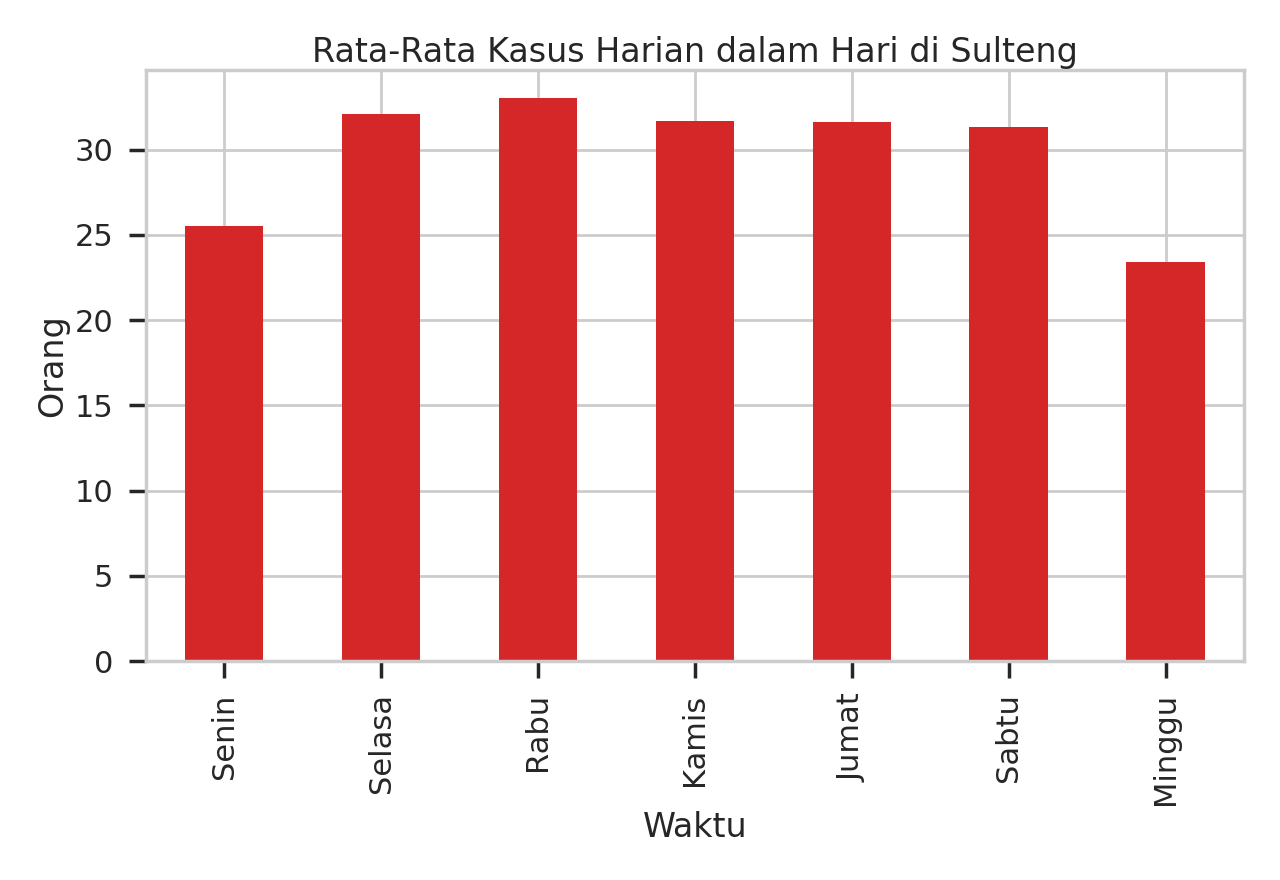 Rata-Rata Kasus Harian dalam Hari di Sulteng
Orang
30
25
20
15
10
5
0
Senin
Selasa
Rabu
Kamis
Jumat
Sabtu
Minggu
Waktu